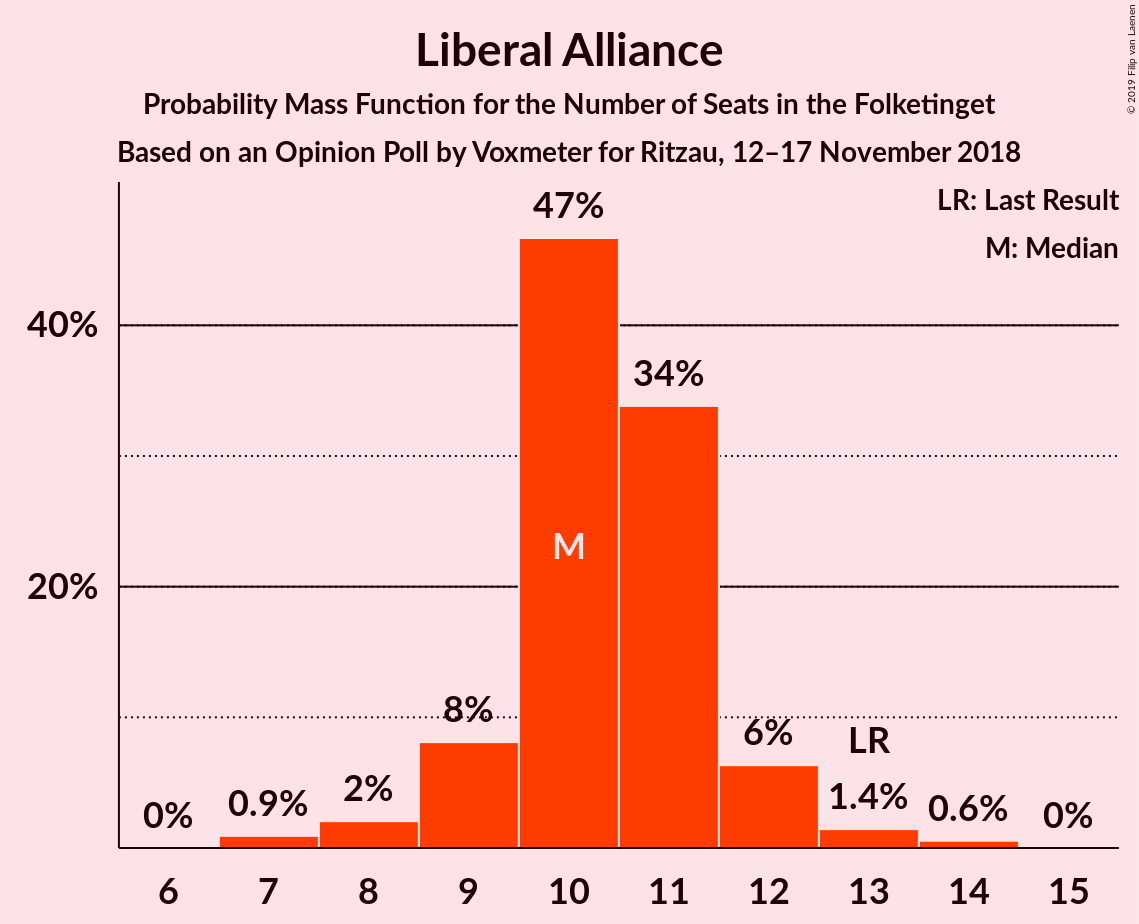 Liberal Alliance
Probability Mass Function for the Number of Seats in the Folketinget
Based on an Opinion Poll by Voxmeter for Ritzau, 12–17 November 2018
© 2019 Filip van Laenen
LR: Last Result
M: Median
47%
40%
34%
M
20%
8%
6%
LR
2%
1.4%
0.9%
0.6%
0%
0%
6 7 8 9 10 11 12 13 14 15